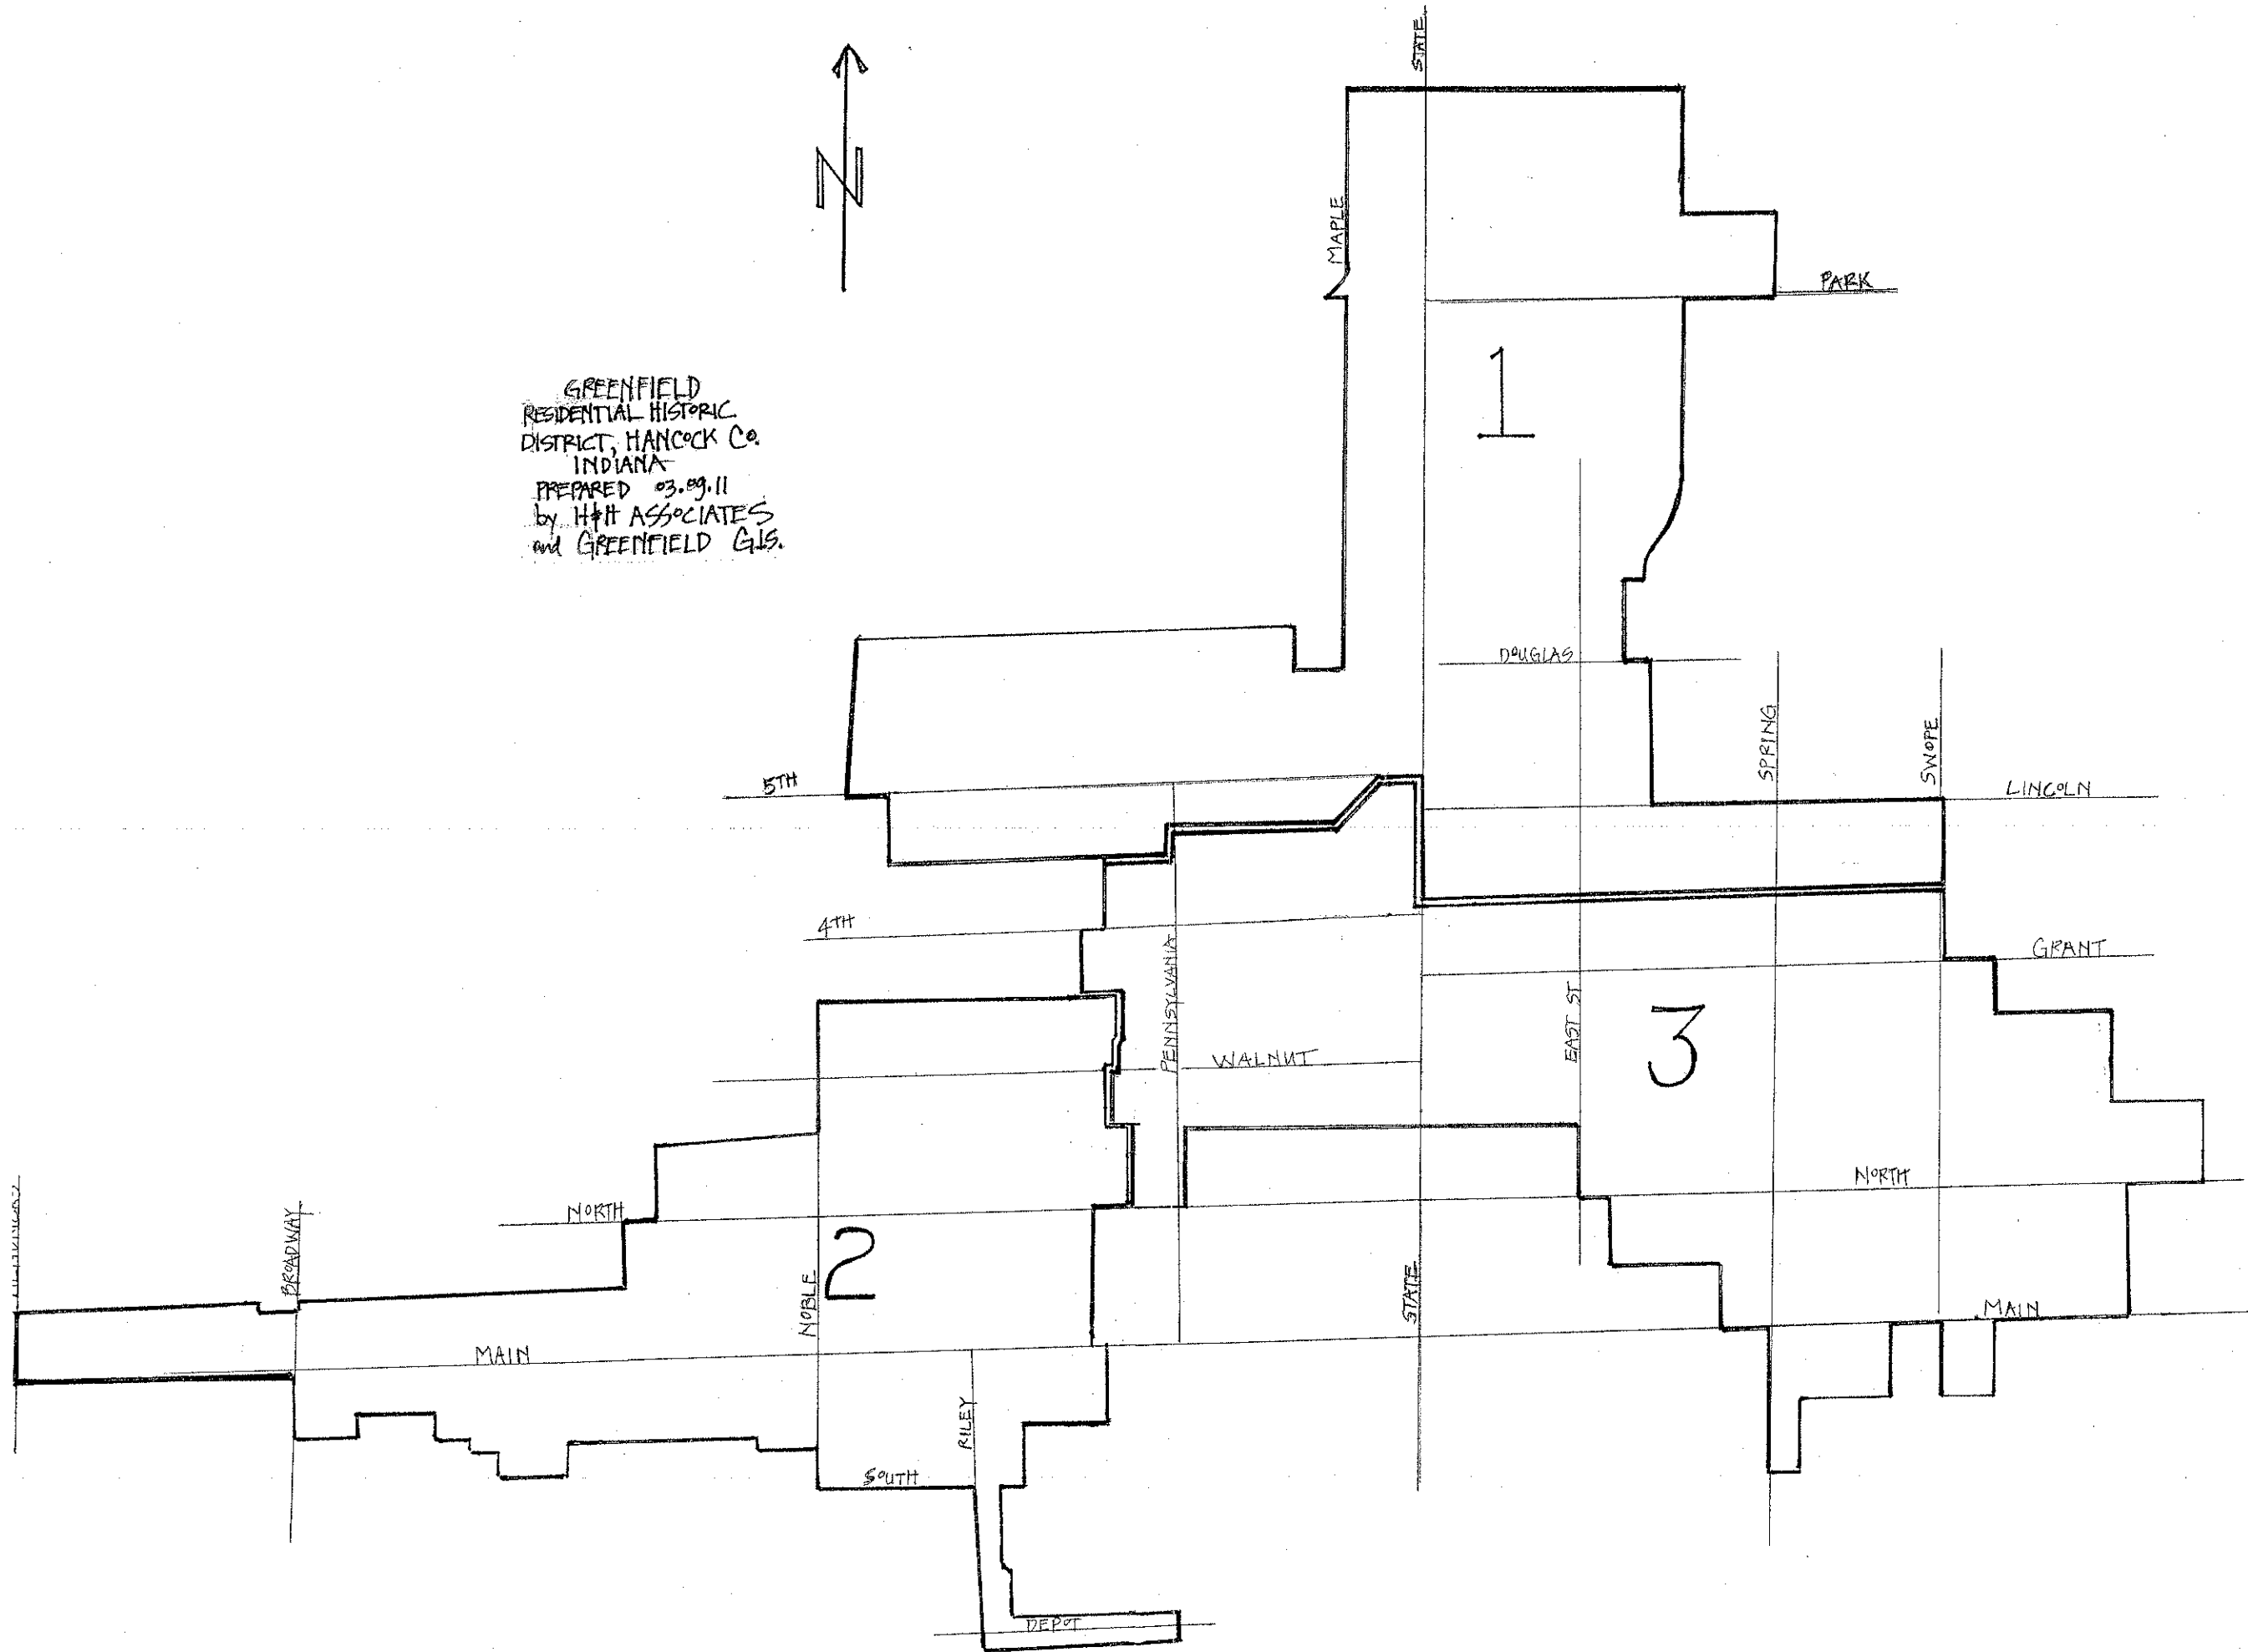 STATE
N
MAPLE
PARK
1
GREENFIELD
RESIDENTIAL HISTORIC
DISTRICT, HANCOCK CO.
INDIANA
PREPARED 03.09.11
by H&H ASSOCIATES
and GREENFIELD GIS.
DOUGLAS
SPRING
SWOPE
5TH
LINCOLN
4TH
PENNSYLVANIA
GRANT
EAST ST
3
WALNUT
NORTH
NORTH
BROADWAY
2
NOBLE
STATE
MAIN
MAIN
RILEY
SOUTH
DEPOT